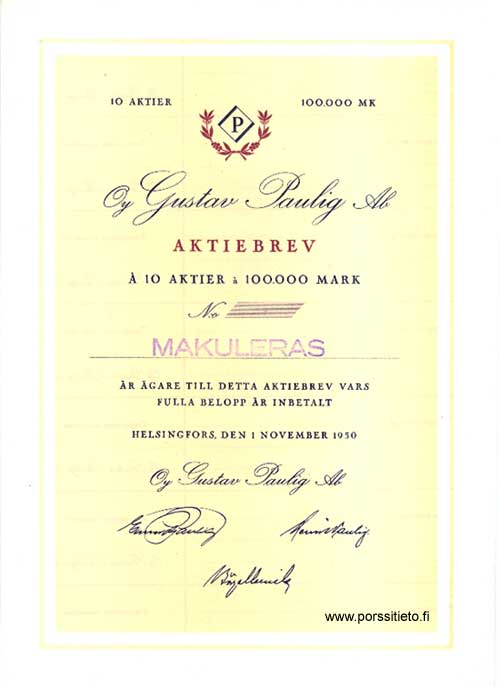 10 AKTIER 100.000 MK
P
Oy Gustav Paulig Ab
AKTIEBREV
À 10 AKTIER à 100.000 MARK
No
MAKULERAS
ÄR ÄGARE TILL DETTA AKTIEBREV VARS
FULLA BELOPP ÄR INBETALT
HELSINGFORS, DEN 1 NOVEMBER 1950
Oy Gustav Paulig Ab
www.porssitieto.fi